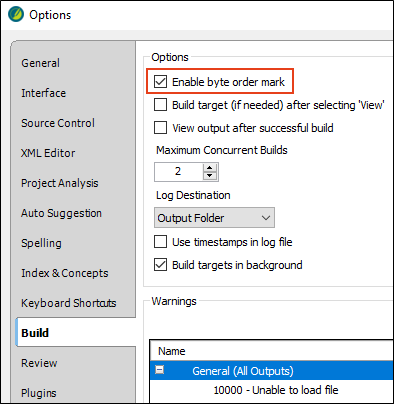 Options
General
Interface
Source Control
XML Editor
Project Analysis
Auto Suggestion
Spelling
Index & Concepts
Keyboard Shortcuts
Build
Review
Plugins
Options
Enable byte order mark
Build target (if needed) after selecting 'View'
View output after successful build
Maximum Concurrent Builds
2
Log Destination
Output Folder
Use timestamps in log file
Build targets in background
Warnings
Name
General (All Outputs)
10000 - Unable to load file